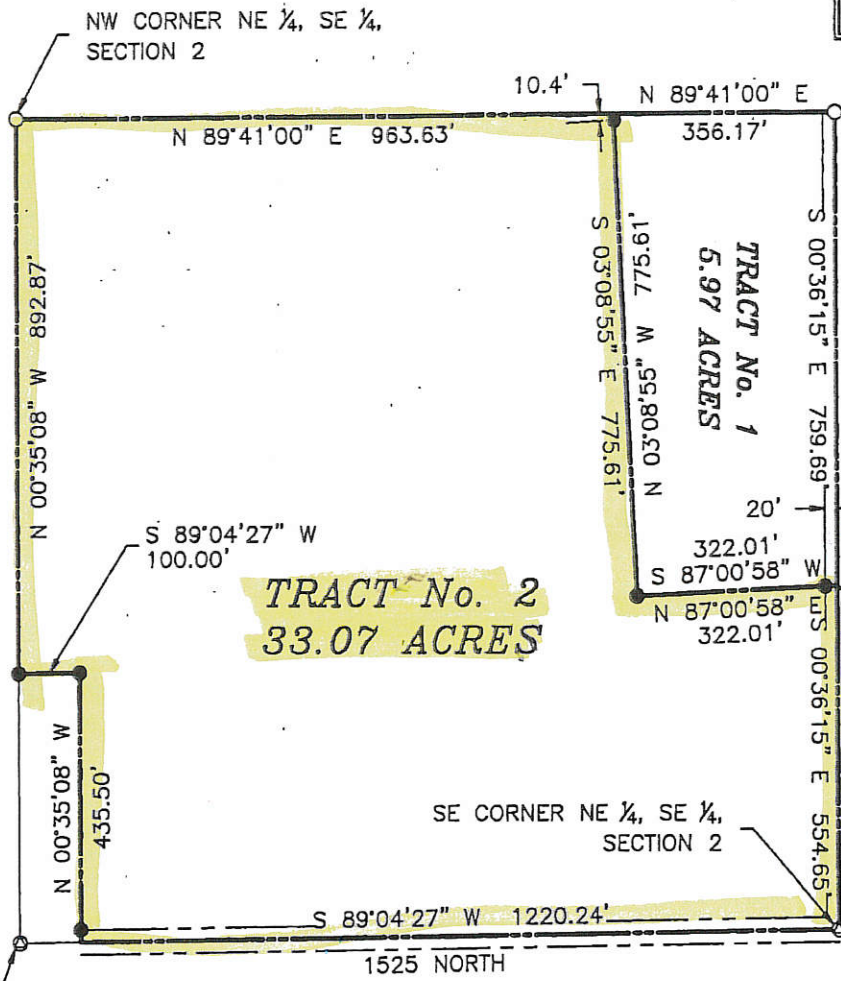 NW CORNER NE ¼, SE ¼,
SECTION 2
10.4'
N 89°41'00" E
356.17'
N 89°41'00" E 963.63'
N 00°35'08" W 892.87'
S 03°08'55" E 775.61'
N 03°08'55" W 775.61'
TRACT No. 1
5.97 ACRES
S 00°36'15" E 759.69'
20'
322.01'
S 87°00'58" W
N 87°00'58" E
322.01'
S 89°04'27" W
100.00'
TRACT No. 2
33.07 ACRES
N 00°35'08" W
435.50'
S 00°36'15" E 554.65'
SE CORNER NE ¼, SE ¼,
SECTION 2
S 89°04'27" W 1220.24'
1525 NORTH